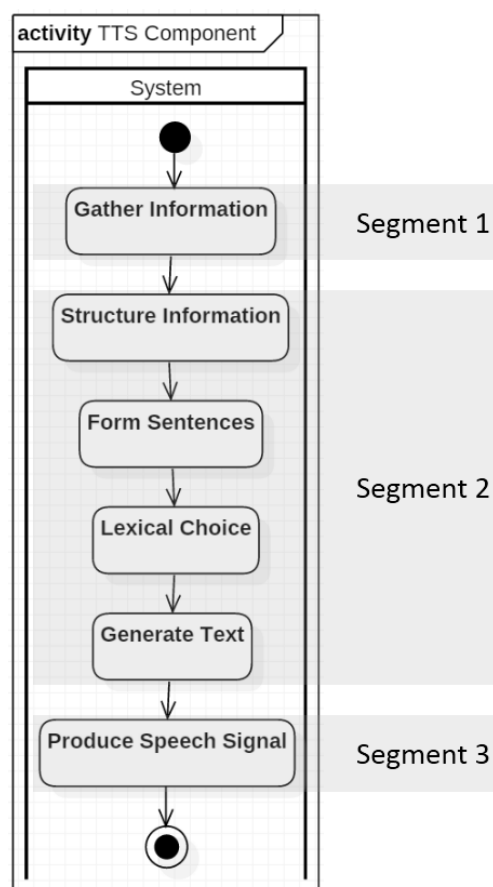 activity TTS Component
System
Gather Information
Segment 1
Structure Information
Form Sentences
Segment 2
Lexical Choice
Generate Text
Produce Speech Signal
Segment 3